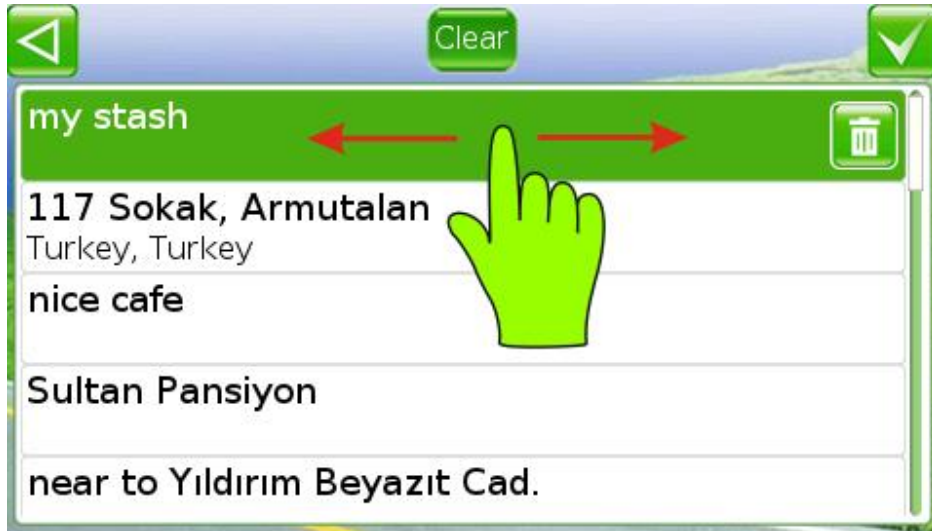 Clear
my stash
117 Sokak, Armutalan
Turkey, Turkey
nice cafe
Sultan Pansiyon
near to Yıldırım Beyazıt Cad.